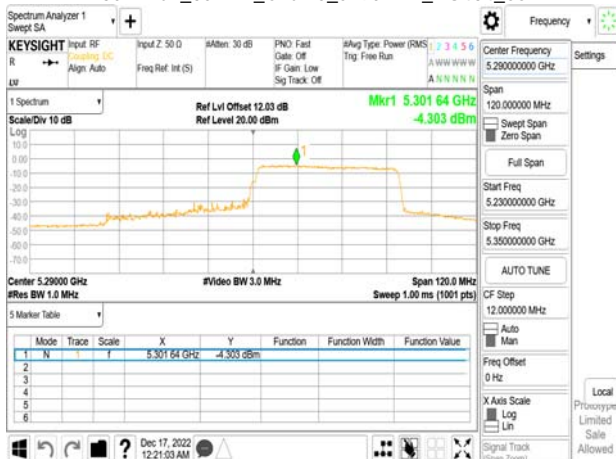 Spectrum Analyzer 1
Swept SA
+
Frequency
KEYSIGHT
R
LXI
Input: RF
Coupling: DC
Align: Auto
Input Z: 50 Ω
Freq Ref: Int (S)
#Atten: 30 dB
PNO: Fast
Gate: Off
IF Gain: Low
Sig Track: Off
#Avg Type: Power (RMS
Trig: Free Run
1 2 3 4 5 6
A W W W W W
A N N N N N
Center Frequency
5.290000000 GHz
Settings
Span
120.000000 MHz
Swept Span
Zero Span
Full Span
Start Freq
5.230000000 GHz
Stop Freq
5.350000000 GHz
AUTO TUNE
CF Step
12.000000 MHz
Auto
Man
Freq Offset
0 Hz
X Axis Scale
Log
Lin
Signal Track
(Span Zoom)
Local
Prototype
Limited
Sale
Allowed
1 Spectrum
Scale/Div 10 dB
Ref Lvl Offset 12.03 dB
Ref Level 20.00 dBm
Mkr1 5.301 64 GHz
-4.303 dBm
Log
10.0
0.00
-10.0
-20.0
-30.0
-40.0
-50.0
-60.0
-70.0
1
Center 5.29000 GHz
#Res BW 1.0 MHz
#Video BW 3.0 MHz
Span 120.0 MHz
Sweep 1.00 ms (1001 pts)
5 Marker Table
Mode Trace Scale X Y Function Function Width Function Value
1 N 1 f 5.301 64 GHz -4.303 dBm
2
3
4
5
6
?
Dec 17, 2022
12:21:03 AM